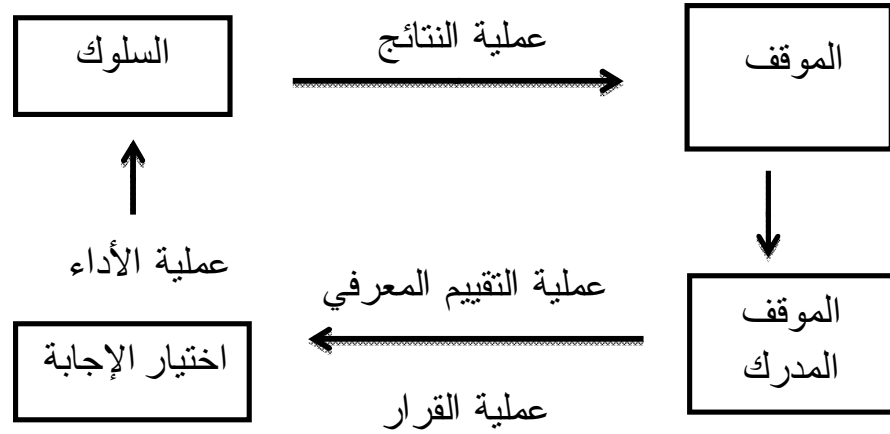 الموقف
عملية النتائج
السلوك
عملية الأداء
عملية التقييم المعرفي
الموقف
المدرك
اختيار الإجابة
عملية القرار